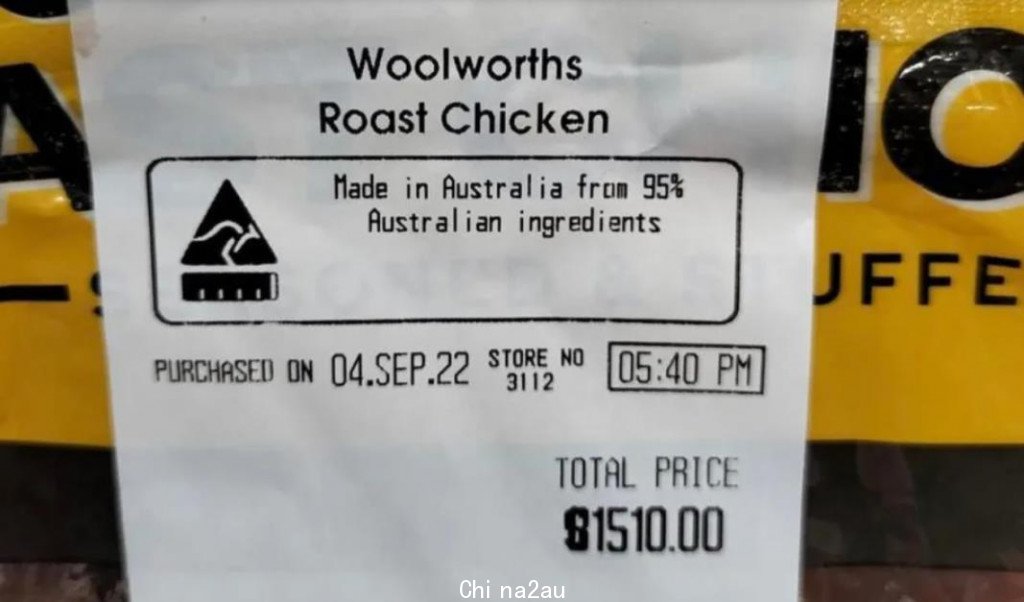 Woolworths
Roast Chicken
Made in Australia from 95%
Australian ingredients
PURCHASED ON 04.SEP.22 STORE NO 3112 05:40 PM
TOTAL PRICE
$1510.00
UFFE
Chi na2au